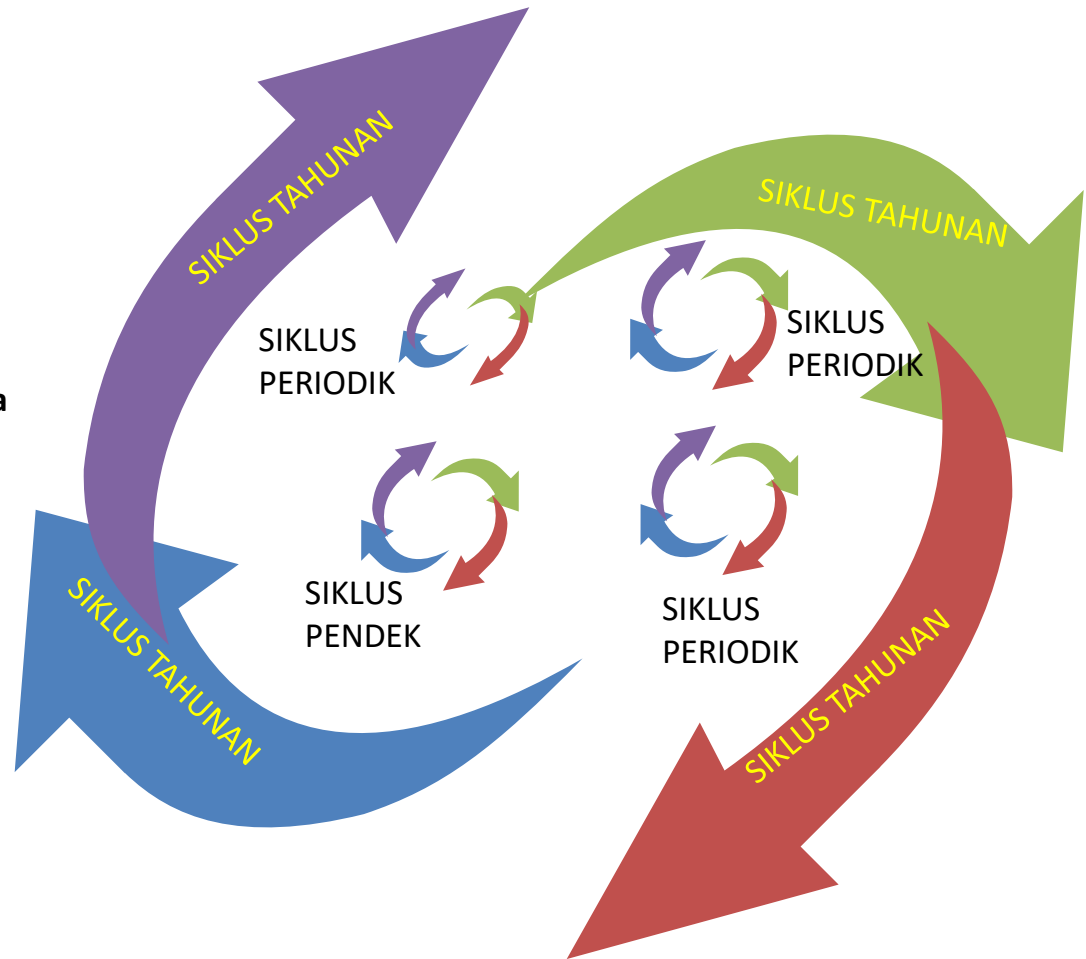 SIKLUS TAHUNAN
SIKLUS TAHUNAN
SIKLUS
PERIODIK
SIKLUS
PERIODIK
a
SIKLUS
PENDEK
SIKLUS
PERIODIK
SIKLUS TAHUNAN
SIKLUS TAHUNAN